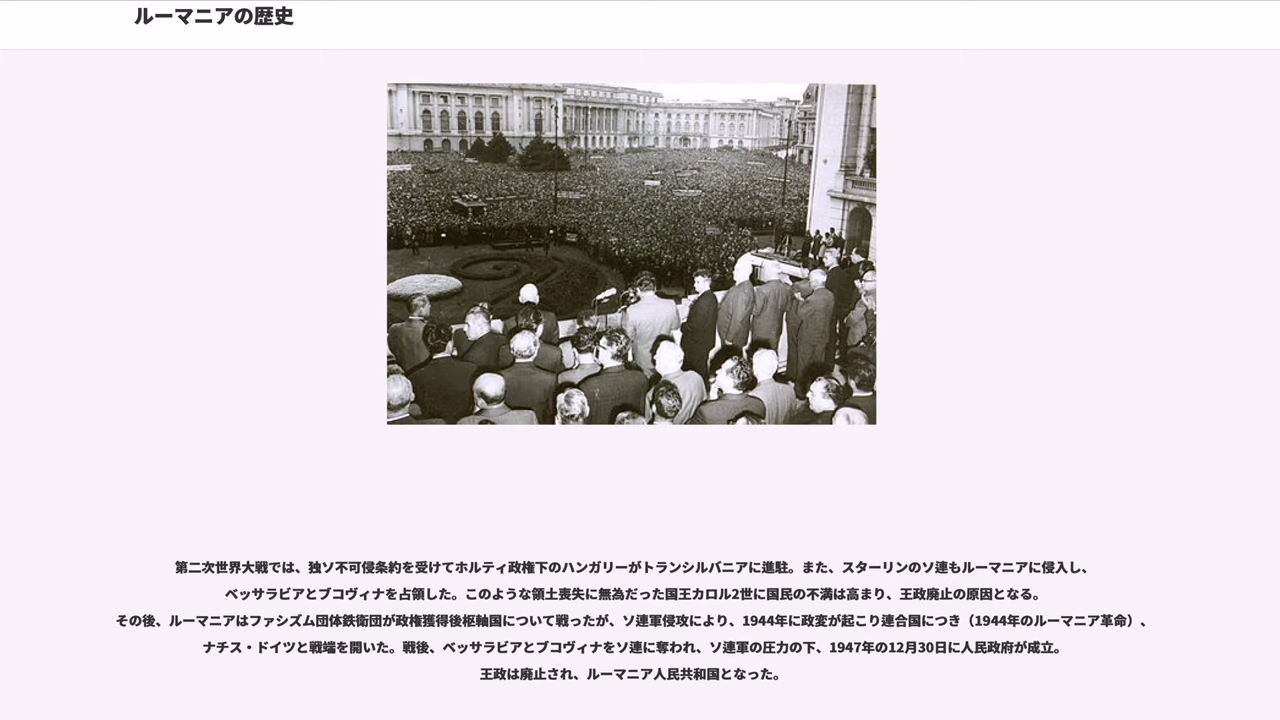 ルーマニアの歴史
第二次世界大戦では、独ソ不可侵条約を受けてホルティ政権下のハンガリーがトランシルバニアに進駐。また、スターリンのソ連もルーマニアに侵入し、
ベッサラビアとブコヴィナを占領した。このような領土喪失に無為だった国王カロル2世に国民の不満は高まり、王政廃止の原因となる。
その後、ルーマニアはファシズム団体鉄衛団が政権獲得後枢軸国について戦ったが、ソ連軍侵攻により、1944年に政変が起こり連合国につき（1944年のルーマニア革命）、
ナチス・ドイツと戦端を開いた。戦後、ベッサラビアとブコヴィナをソ連に奪われ、ソ連軍の圧力の下、1947年の12月30日に人民政府が成立。
王政は廃止され、ルーマニア人民共和国となった。